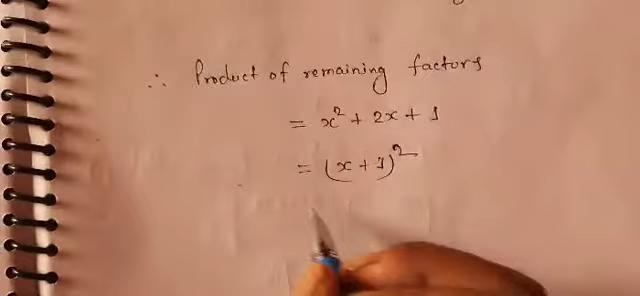 ∴ Product of remaining factors
= x² + 2x + 1
= (x + 1)²